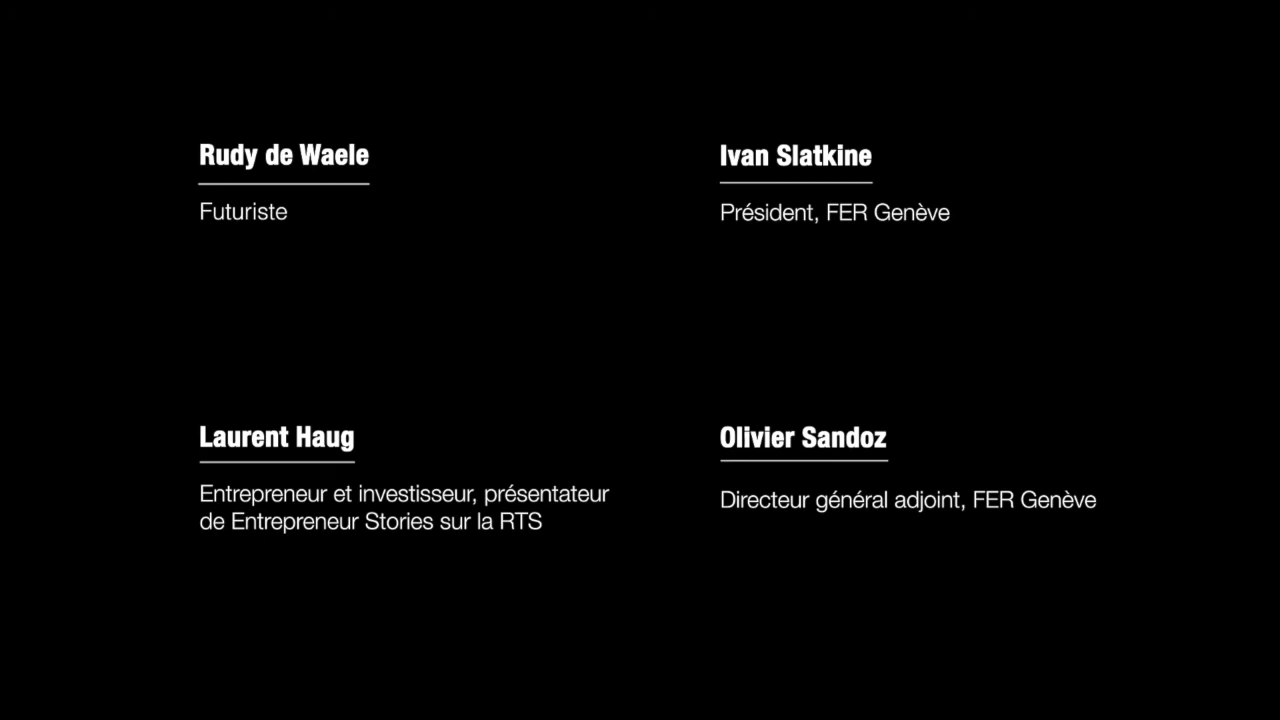 Rudy de Waele
Futuriste
Ivan Slatkine
Président, FER Genève
Laurent Haug
Entrepreneur et investisseur, présentateur
de Entrepreneur Stories sur la RTS
Olivier Sandoz
Directeur général adjoint, FER Genève